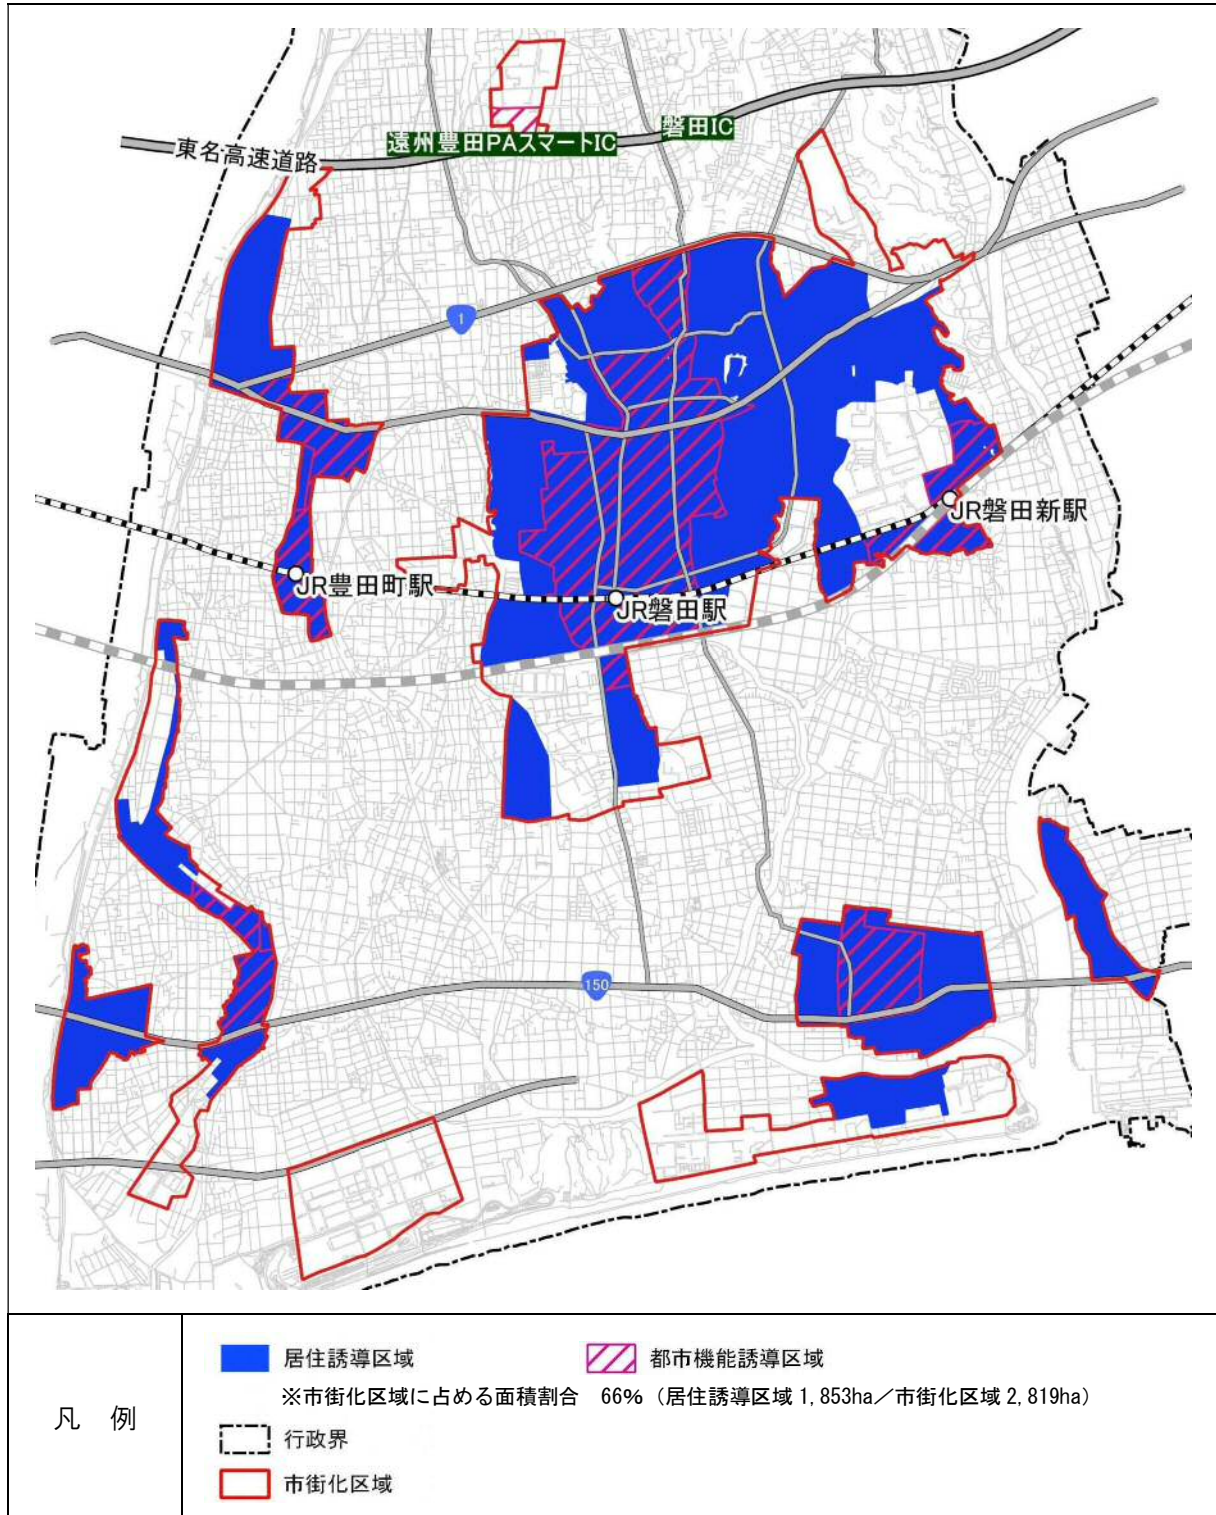 東名高速道路
遠州豊田PAスマートIC
磐田IC
1
JR磐田新駅
JR豊田町駅
JR磐田駅
150
凡 例
居住誘導区域
都市機能誘導区域
※市街化区域に占める面積割合 66%（居住誘導区域 1,853ha／市街化区域 2,819ha）
行政界
市街化区域